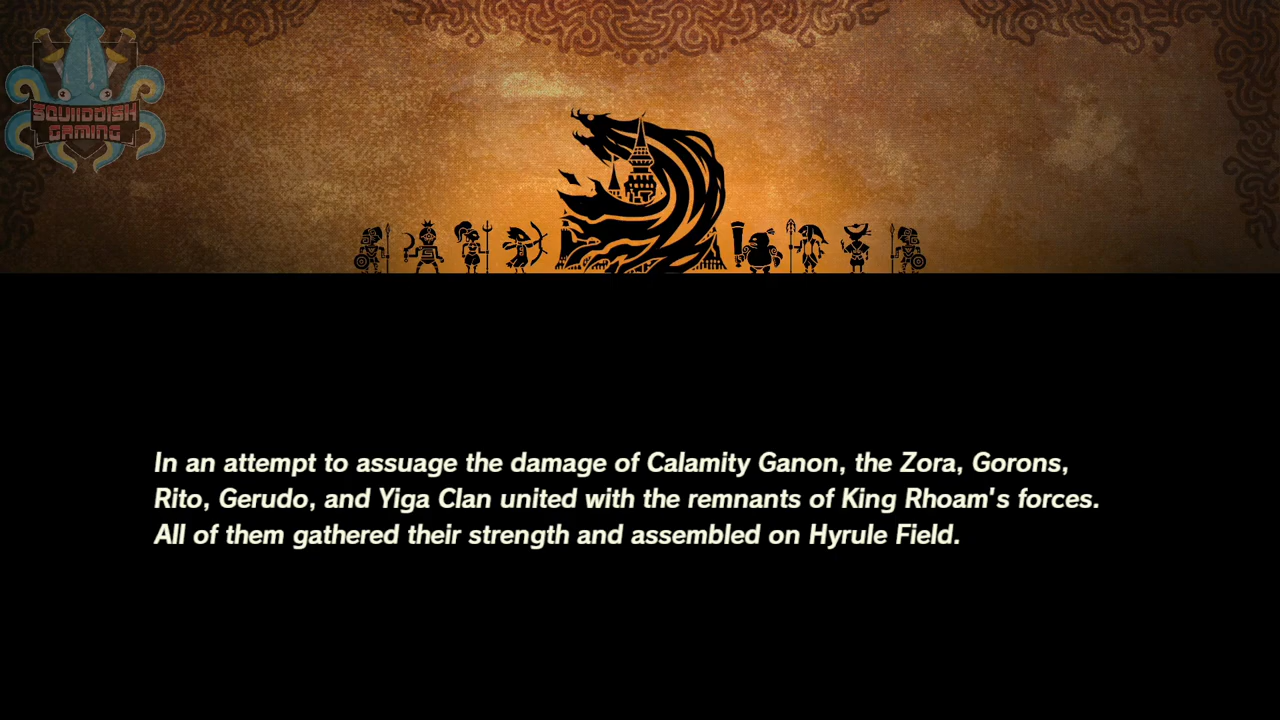 SQUIDDISH
GAMING
In an attempt to assuage the damage of Calamity Ganon, the Zora, Gorons,
Rito, Gerudo, and Yiga Clan united with the remnants of King Rhoam's forces.
All of them gathered their strength and assembled on Hyrule Field.